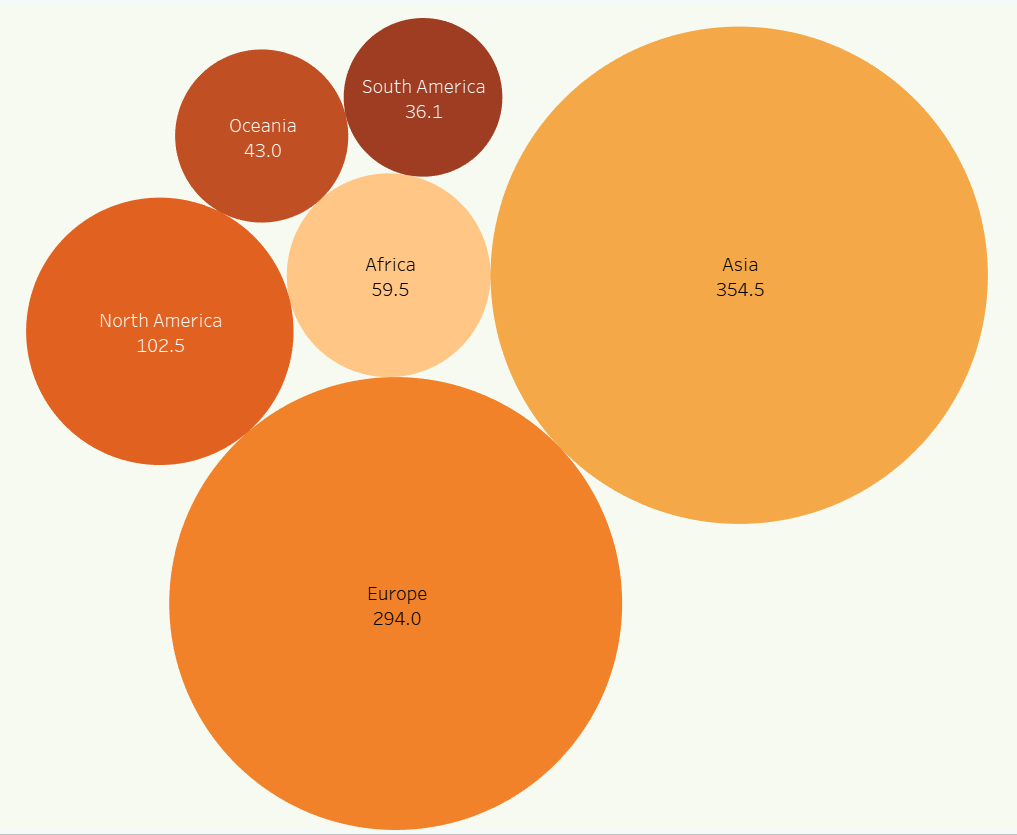 South America
36.1
Oceania
43.0
Africa
59.5
Asia
354.5
North America
102.5
Europe
294.0